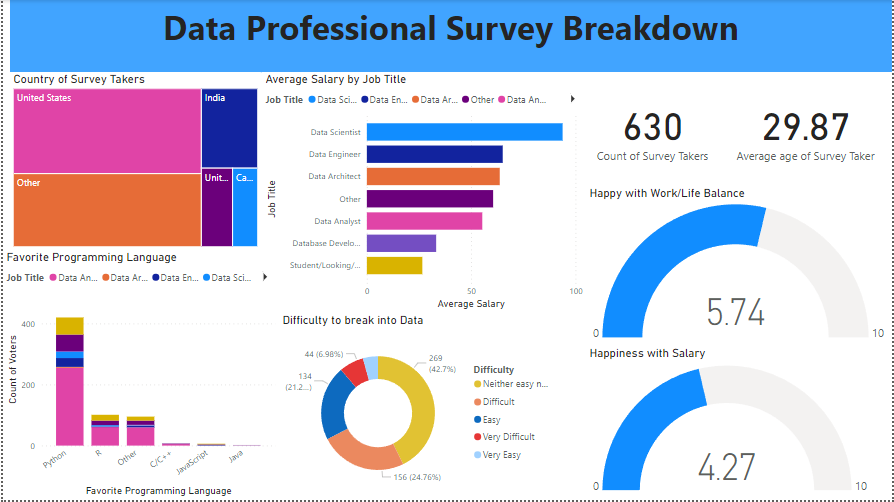 Data Professional Survey Breakdown
Country of Survey Takers
United States
India
Other
Unit...
Ca...
Average Salary by Job Title
Job Title Data Sci... Data En... Data Ar... Other Data An...
Job Title
Data Scientist
Data Engineer
Data Architect
Other
Data Analyst
Database Develo...
Student/Looking/...
0 50 100
Average Salary
630
Count of Survey Takers
29.87
Average age of Survey Taker
Happy with Work/Life Balance
5.74
0 10
Happiness with Salary
4.27
0 10
Favorite Programming Language
Job Title Data An... Data Ar... Data En... Data Sci...
Count of Voters
400
200
0
Python R Other C/C++ JavaScript Java
Favorite Programming Language
Difficulty to break into Data
44 (6.98%)
269
(42.7%)
134
(21.2...)
156 (24.76%)
Difficulty
Neither easy n...
Difficult
Easy
Very Difficult
Very Easy